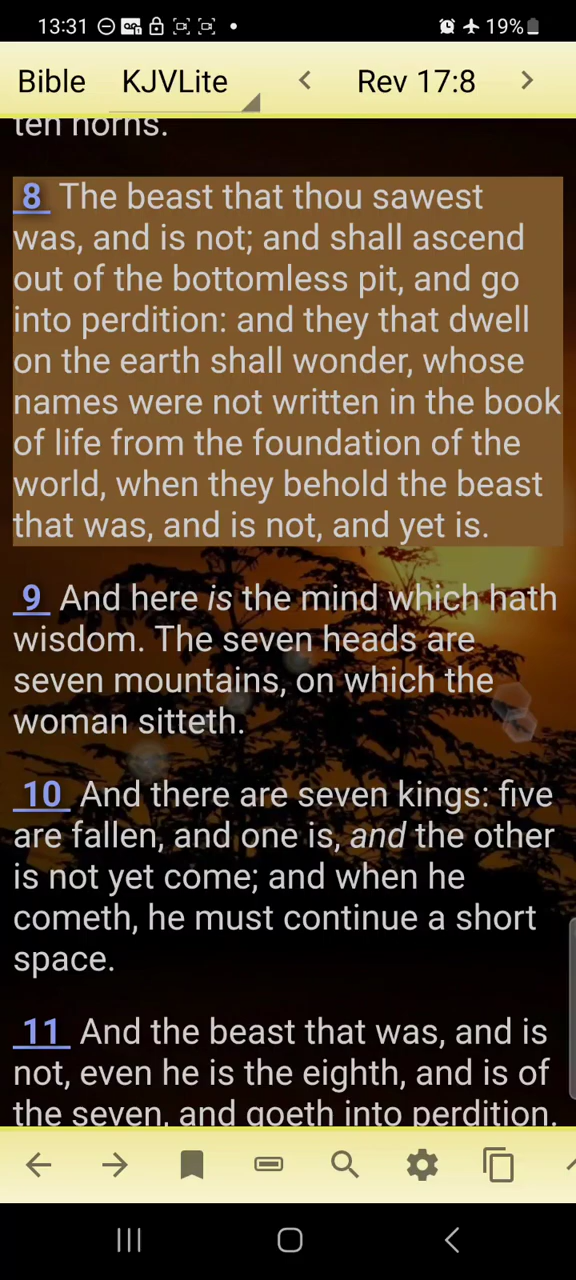 13:31 19%
Bible KJVLite < Rev 17:8 >
ten horns.
8 The beast that thou sawest
was, and is not; and shall ascend
out of the bottomless pit, and go
into perdition: and they that dwell
on the earth shall wonder, whose
names were not written in the book
of life from the foundation of the
world, when they behold the beast
that was, and is not, and yet is.
9 And here is the mind which hath
wisdom. The seven heads are
seven mountains, on which the
woman sitteth.
10 And there are seven kings: five
are fallen, and one is, and the other
is not yet come; and when he
cometh, he must continue a short
space.
11 And the beast that was, and is
not, even he is the eighth, and is of
the seven, and goeth into perdition.